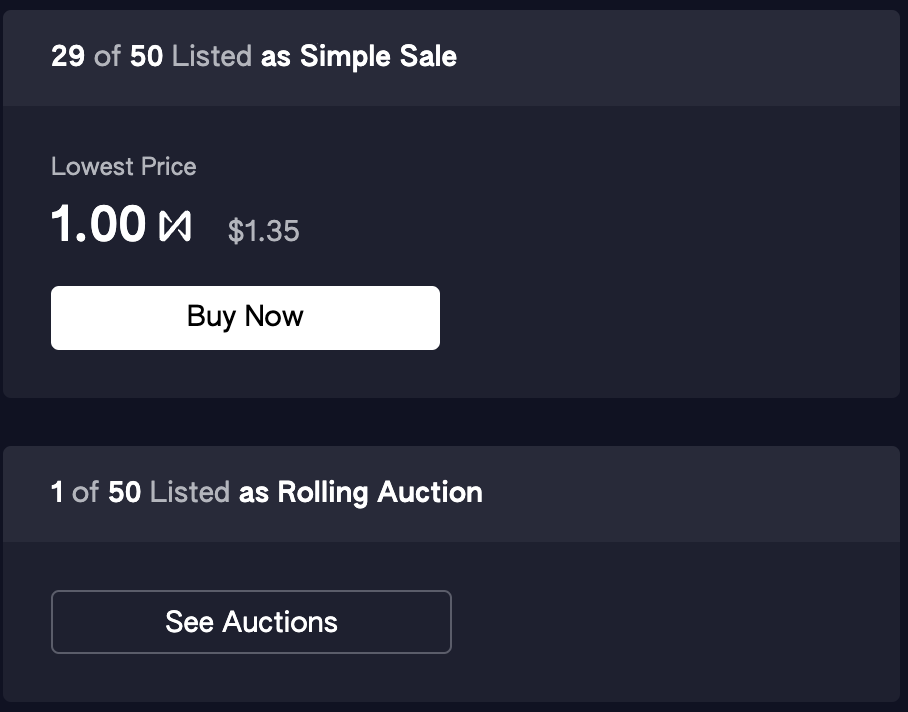 29 of 50 Listed as Simple Sale
Lowest Price
1.00 $1.35
Buy Now
1 of 50 Listed as Rolling Auction
See Auctions